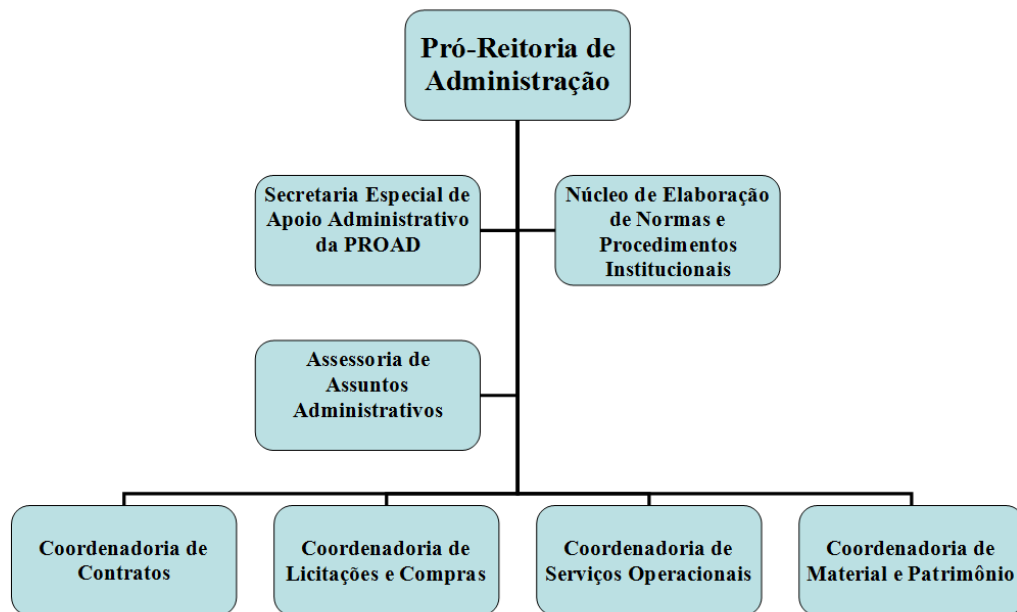 Pró-Reitoria de
Administração
Secretaria Especial de
Apoio Administrativo
da PROAD
Núcleo de Elaboração
de Normas e
Procedimentos
Institucionais
Assessoria de
Assuntos
Administrativos
Coordenadoria de
Contratos
Coordenadoria de
Licitações e Compras
Coordenadoria de
Serviços Operacionais
Coordenadoria de
Material e Patrimônio